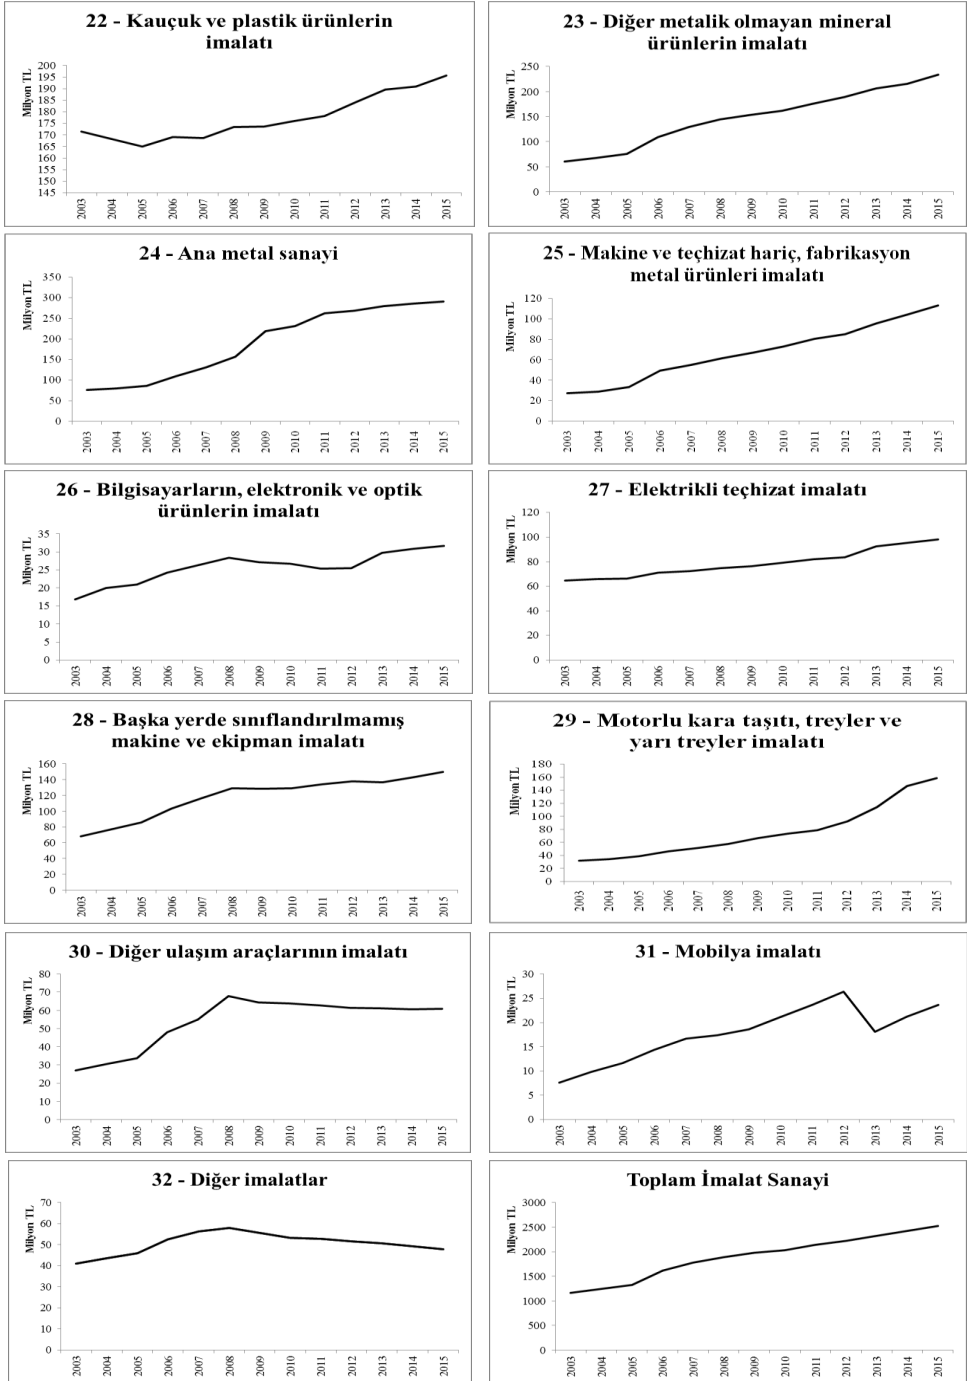 22 - Kauçuk ve plastik ürünlerin
imalatı
Milyon TL
200
195
190
185
180
175
170
165
160
155
150
145
2003 2004 2005 2006 2007 2008 2009 2010 2011 2012 2013 2014 2015
23 - Diğer metalik olmayan mineral
ürünlerin imalatı
Milyon TL
250
200
150
100
50
0
2003 2004 2005 2006 2007 2008 2009 2010 2011 2012 2013 2014 2015
24 - Ana metal sanayi
Milyon TL
350
300
250
200
150
100
50
0
2003 2004 2005 2006 2007 2008 2009 2010 2011 2012 2013 2014 2015
25 - Makine ve teçhizat hariç, fabrikasyon
metal ürünleri imalatı
Milyon TL
120
100
80
60
40
20
0
2003 2004 2005 2006 2007 2008 2009 2010 2011 2012 2013 2014 2015
26 - Bilgisayarların, elektronik ve optik
ürünlerin imalatı
Milyon TL
35
30
25
20
15
10
5
0
2003 2004 2005 2006 2007 2008 2009 2010 2011 2012 2013 2014 2015
27 - Elektrikli teçhizat imalatı
Milyon TL
120
100
80
60
40
20
0
2003 2004 2005 2006 2007 2008 2009 2010 2011 2012 2013 2014 2015
28 - Başka yerde sınıflandırılmamış
makine ve ekipman imalatı
Milyon TL
160
140
120
100
80
60
40
20
0
2003 2004 2005 2006 2007 2008 2009 2010 2011 2012 2013 2014 2015
29 - Motorlu kara taşıtı, treyler ve
yarı treyler imalatı
Milyon TL
180
160
140
120
100
80
60
40
20
0
2003 2004 2005 2006 2007 2008 2009 2010 2011 2012 2013 2014 2015
30 - Diğer ulaşım araçlarının imalatı
Milyon TL
80
70
60
50
40
30
20
10
0
2003 2004 2005 2006 2007 2008 2009 2010 2011 2012 2013 2014 2015
31 - Mobilya imalatı
Milyon TL
30
25
20
15
10
5
0
2003 2004 2005 2006 2007 2008 2009 2010 2011 2012 2013 2014 2015
32 - Diğer imalatlar
Milyon TL
70
60
50
40
30
20
10
0
2003 2004 2005 2006 2007 2008 2009 2010 2011 2012 2013 2014 2015
Toplam İmalat Sanayi
Milyon TL
3000
2500
2000
1500
1000
500
0
2003 2004 2005 2006 2007 2008 2009 2010 2011 2012 2013 2014 2015